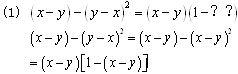 (1) (x-y)-(y-x)²=(x-y)(1-? ?)
(x-y)-(y-x)²=(x-y)-(x-y)²
=(x-y)[1-(x-y)]